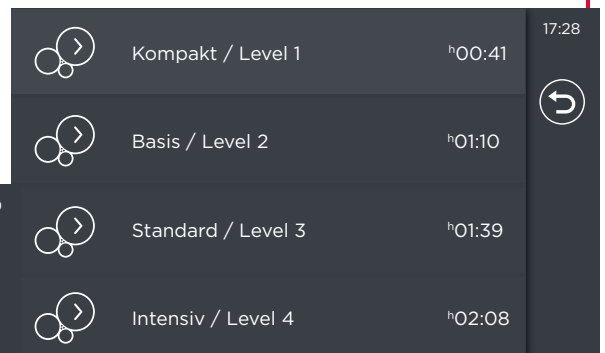 17:28
Kompakt / Level 1 h00:41
Basis / Level 2 h01:10
Standard / Level 3 h01:39
Intensiv / Level 4 h02:08